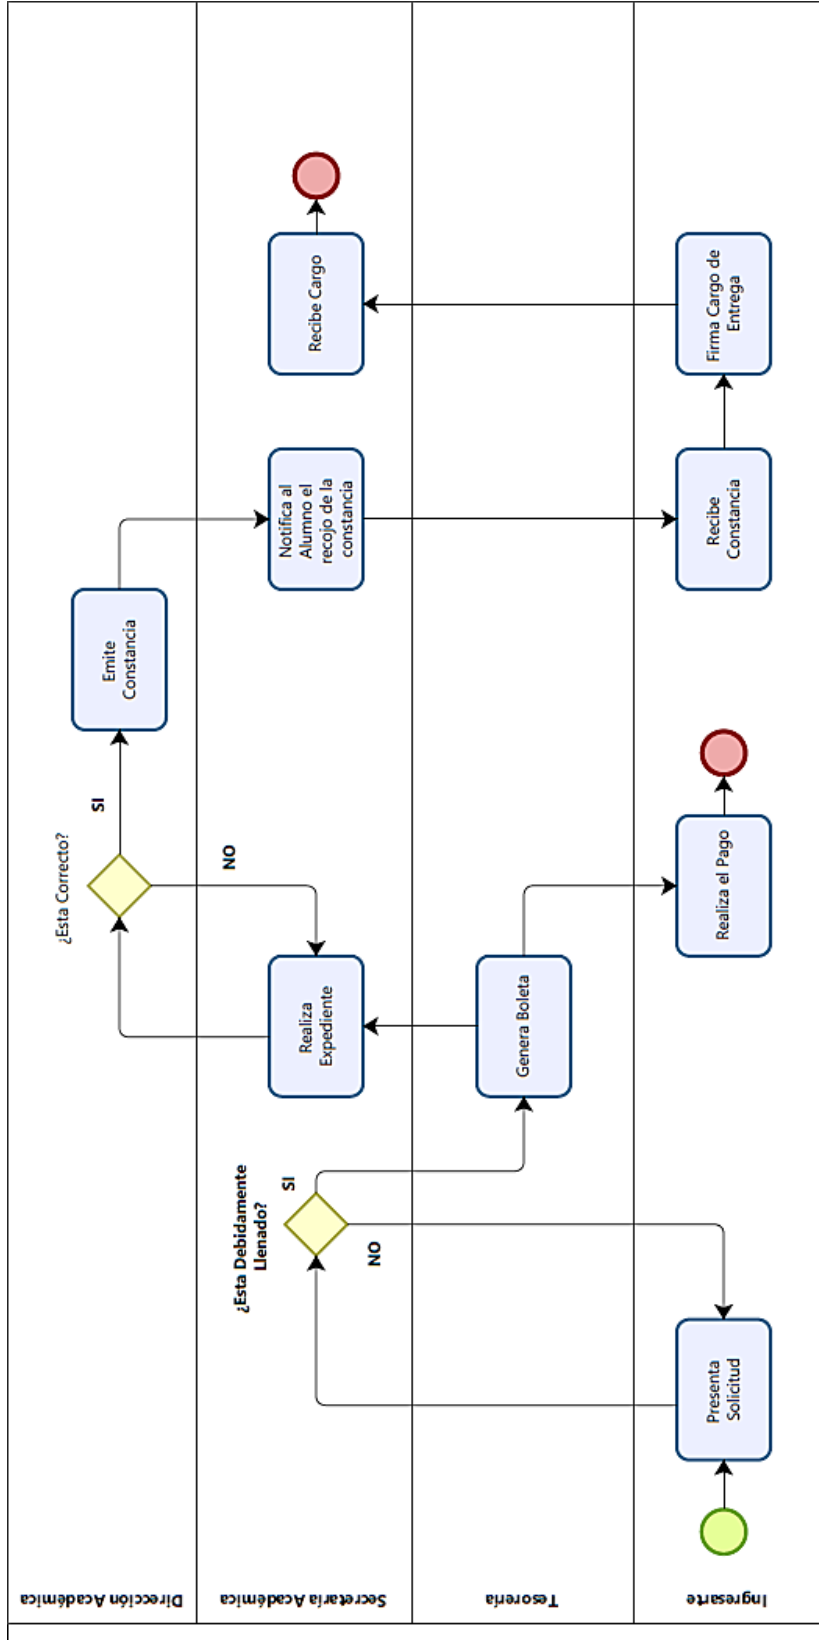 Dirección Académica
¿Esta Correcto?
SI
NO
Emite
Constancia
Secretaría Académica
¿Esta Debidamente
Llenado?
SI
NO
Realiza
Expediente
Notifica al
Alumno el
recojo de la
constancia
Recibe Cargo
Tesorería
Genera Boleta
Ingresarte
Presenta
Solicitud
Realiza el Pago
Recibe
Constancia
Firma Cargo de
Entrega